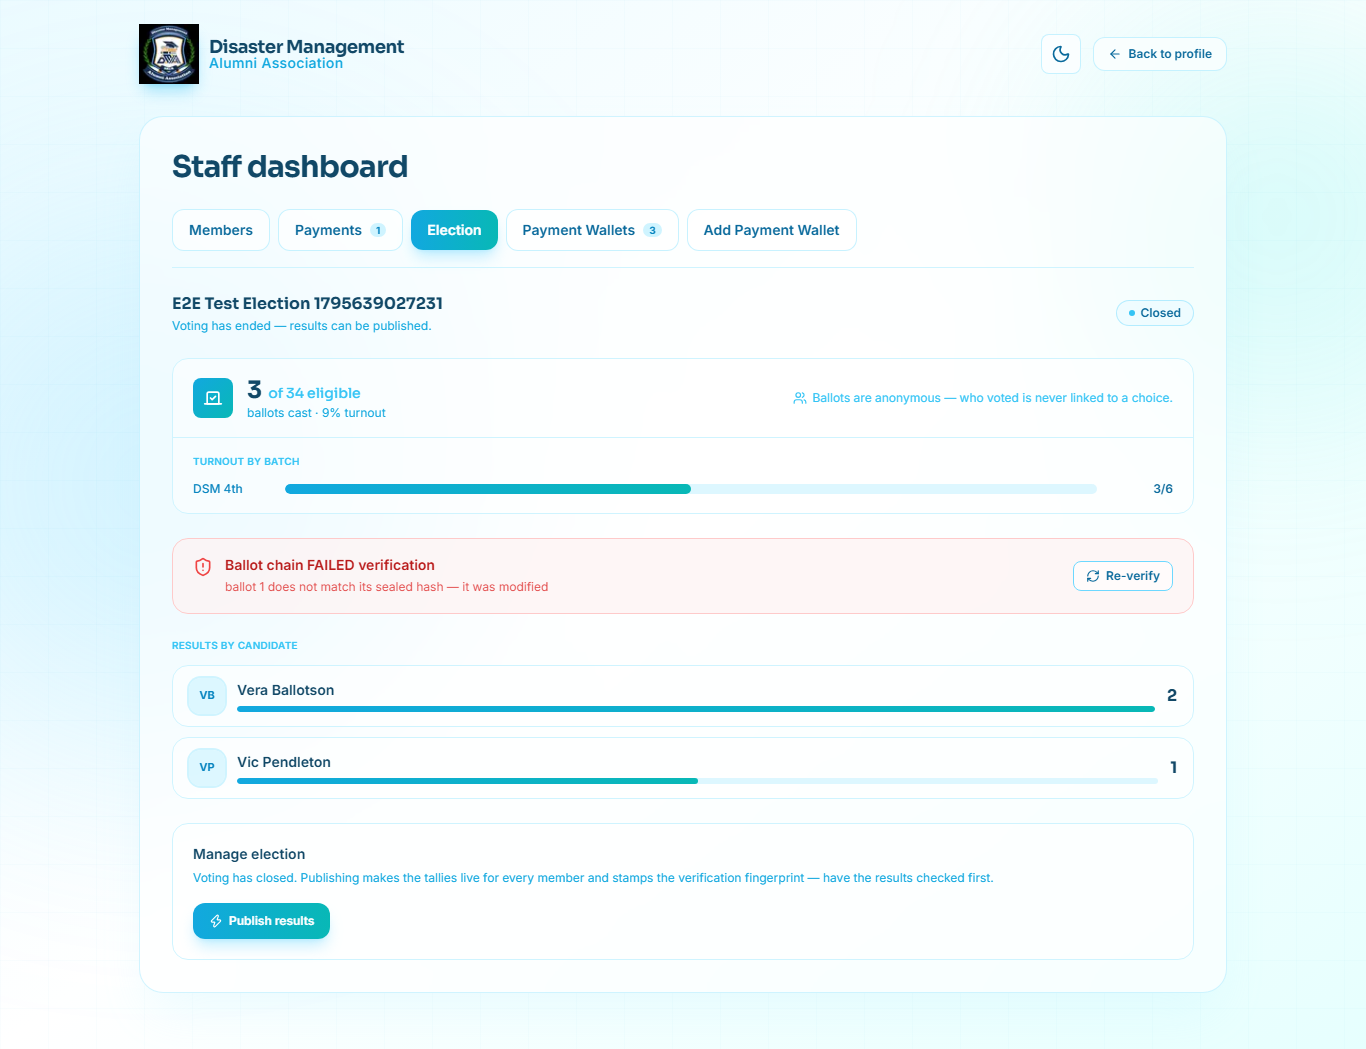 Disaster Management
Alumni Association
Back to profile
Staff dashboard
Members
Payments 1
Election
Payment Wallets 3
Add Payment Wallet
E2E Test Election 1795639027231
Voting has ended — results can be published.
Closed
3 of 34 eligible
ballots cast · 9% turnout
Ballots are anonymous — who voted is never linked to a choice.
TURNOUT BY BATCH
DSM 4th
3/6
Ballot chain FAILED verification
ballot 1 does not match its sealed hash — it was modified
Re-verify
RESULTS BY CANDIDATE
VB
Vera Ballotson
2
VP
Vic Pendleton
1
Manage election
Voting has closed. Publishing makes the tallies live for every member and stamps the verification fingerprint — have the results checked first.
Publish results